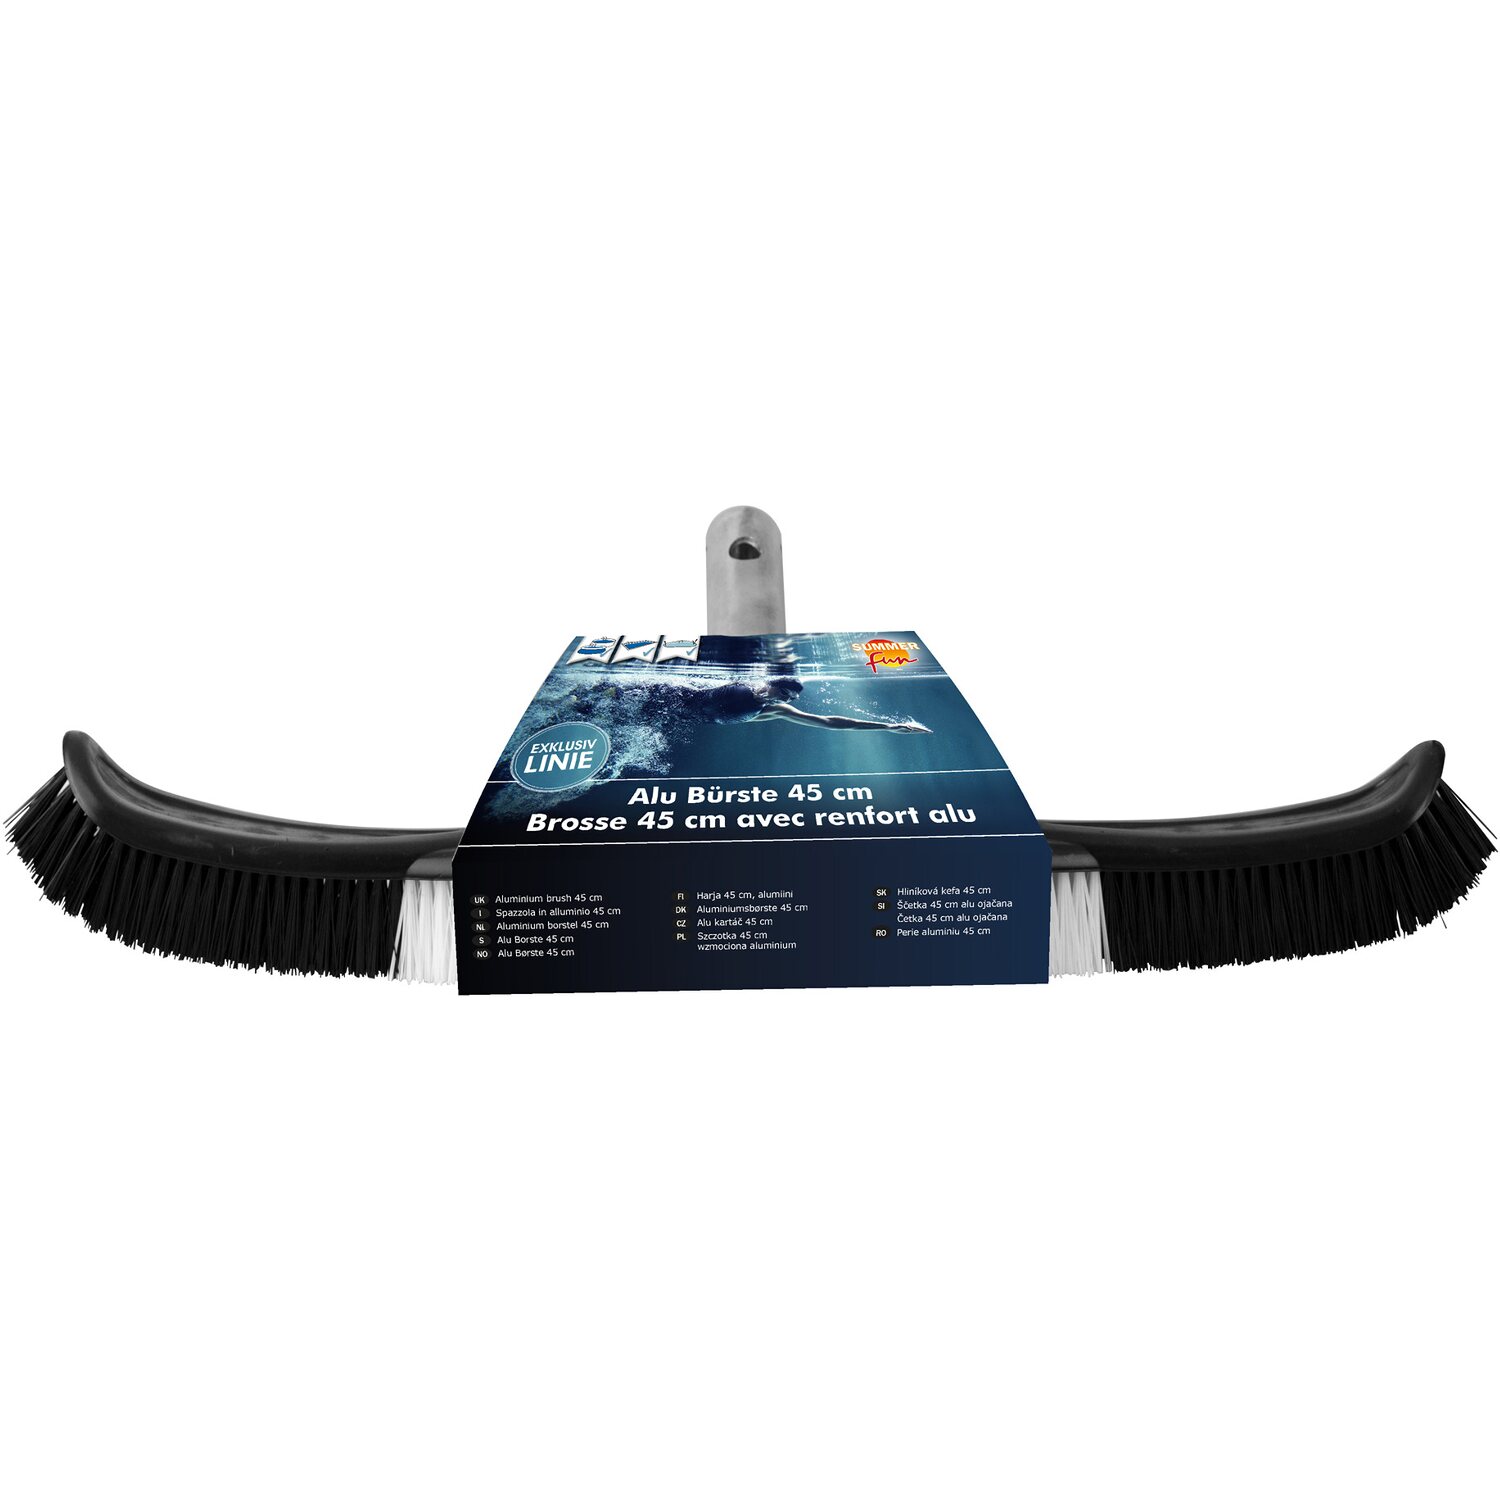 SUMMER
fun
EXKLUSIV
LINIE
Alu Bürste 45 cm
Brosse 45 cm avec renfort alu
UK Aluminium brush 45 cm
I Spazzola in alluminio 45 cm
NL Aluminium borstel 45 cm
S Alu Borste 45 cm
NO Alu Børste 45 cm
FI Harja 45 cm, alumiini
DK Aluminiumsbørste 45 cm
CZ Alu kartáč 45 cm
PL Szczotka 45 cm
wzmociona aluminium
SK Hliníková kefa 45 cm
SI Ščetka 45 cm alu ojačana
Četka 45 cm alu ojačana
RO Perie aluminiu 45 cm